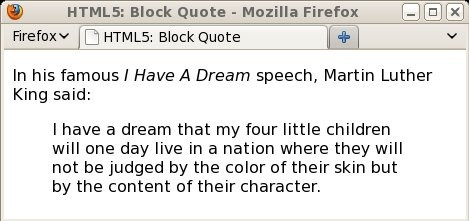 HTML5: Block Quote - Mozilla Firefox
Firefox
HTML5: Block Quote
In his famous I Have A Dream speech, Martin Luther
King said:
I have a dream that my four little children
will one day live in a nation where they will
not be judged by the color of their skin but
by the content of their character.